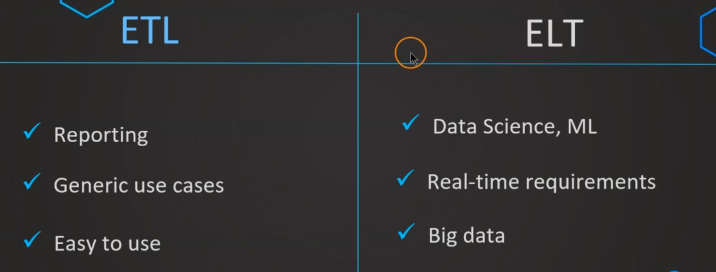 ETL
Reporting
Generic use cases
Easy to use
ELT
Data Science, ML
Real-time requirements
Big data